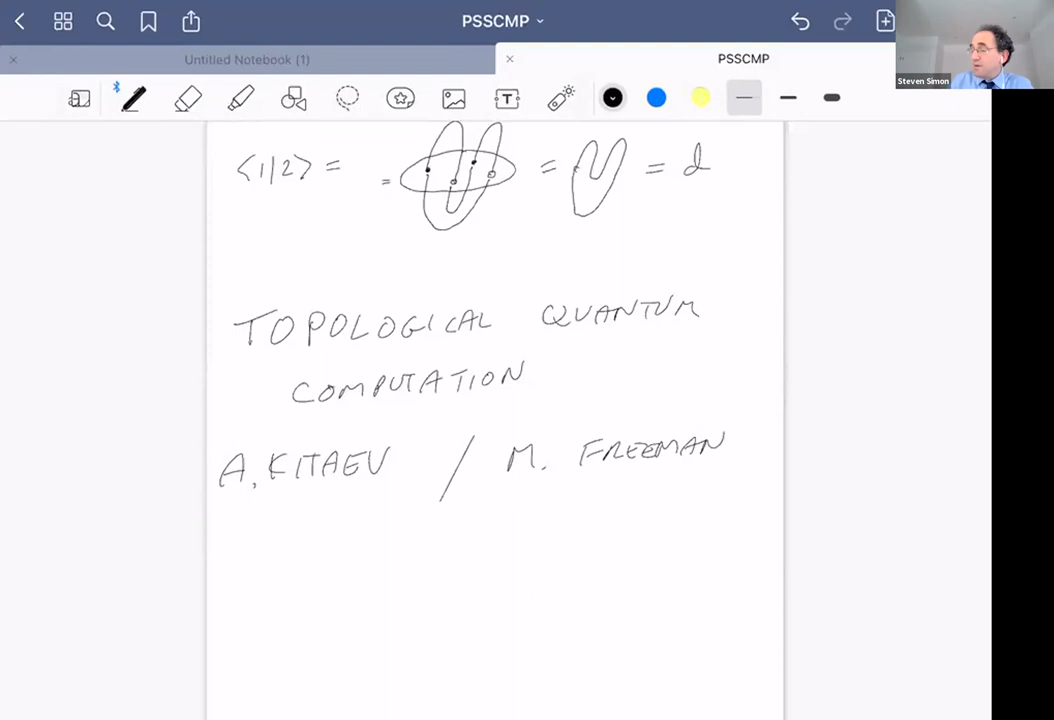 PSSCMP
Untitled Notebook (1)
PSSCMP
Steven Simon
T
⟨1|2⟩ = = = = d
TOPOLOGICAL QUANTUM
COMPUTATION
A. KITAEV / M. FREEMAN